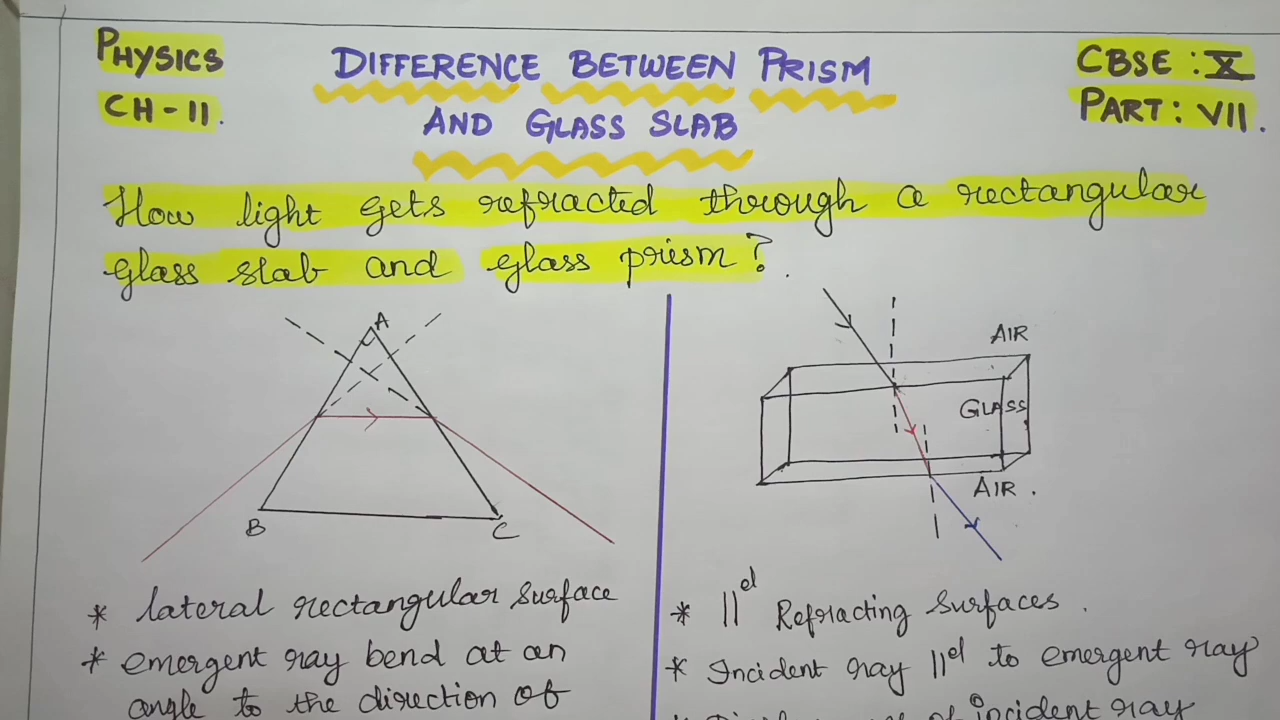 PHYSICS
CH-11.
DIFFERENCE BETWEEN PRISM
AND GLASS SLAB
CBSE : X
PART : VII.
How light gets refracted through a rectangular
glass slab and glass prism ?.
A
B
C
AIR
GLASS
AIR .
* lateral rectangular surface
* emergent ray bend at an
angle to the direction of
* ||el Refracting surfaces .
* Incident ray ||el to emergent ray
of incident ray